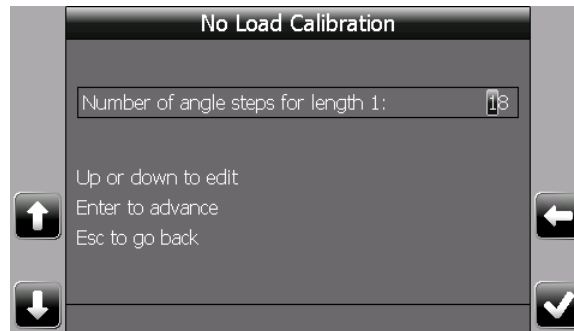 No Load Calibration
Number of angle steps for length 1: 18
Up or down to edit
Enter to advance
Esc to go back